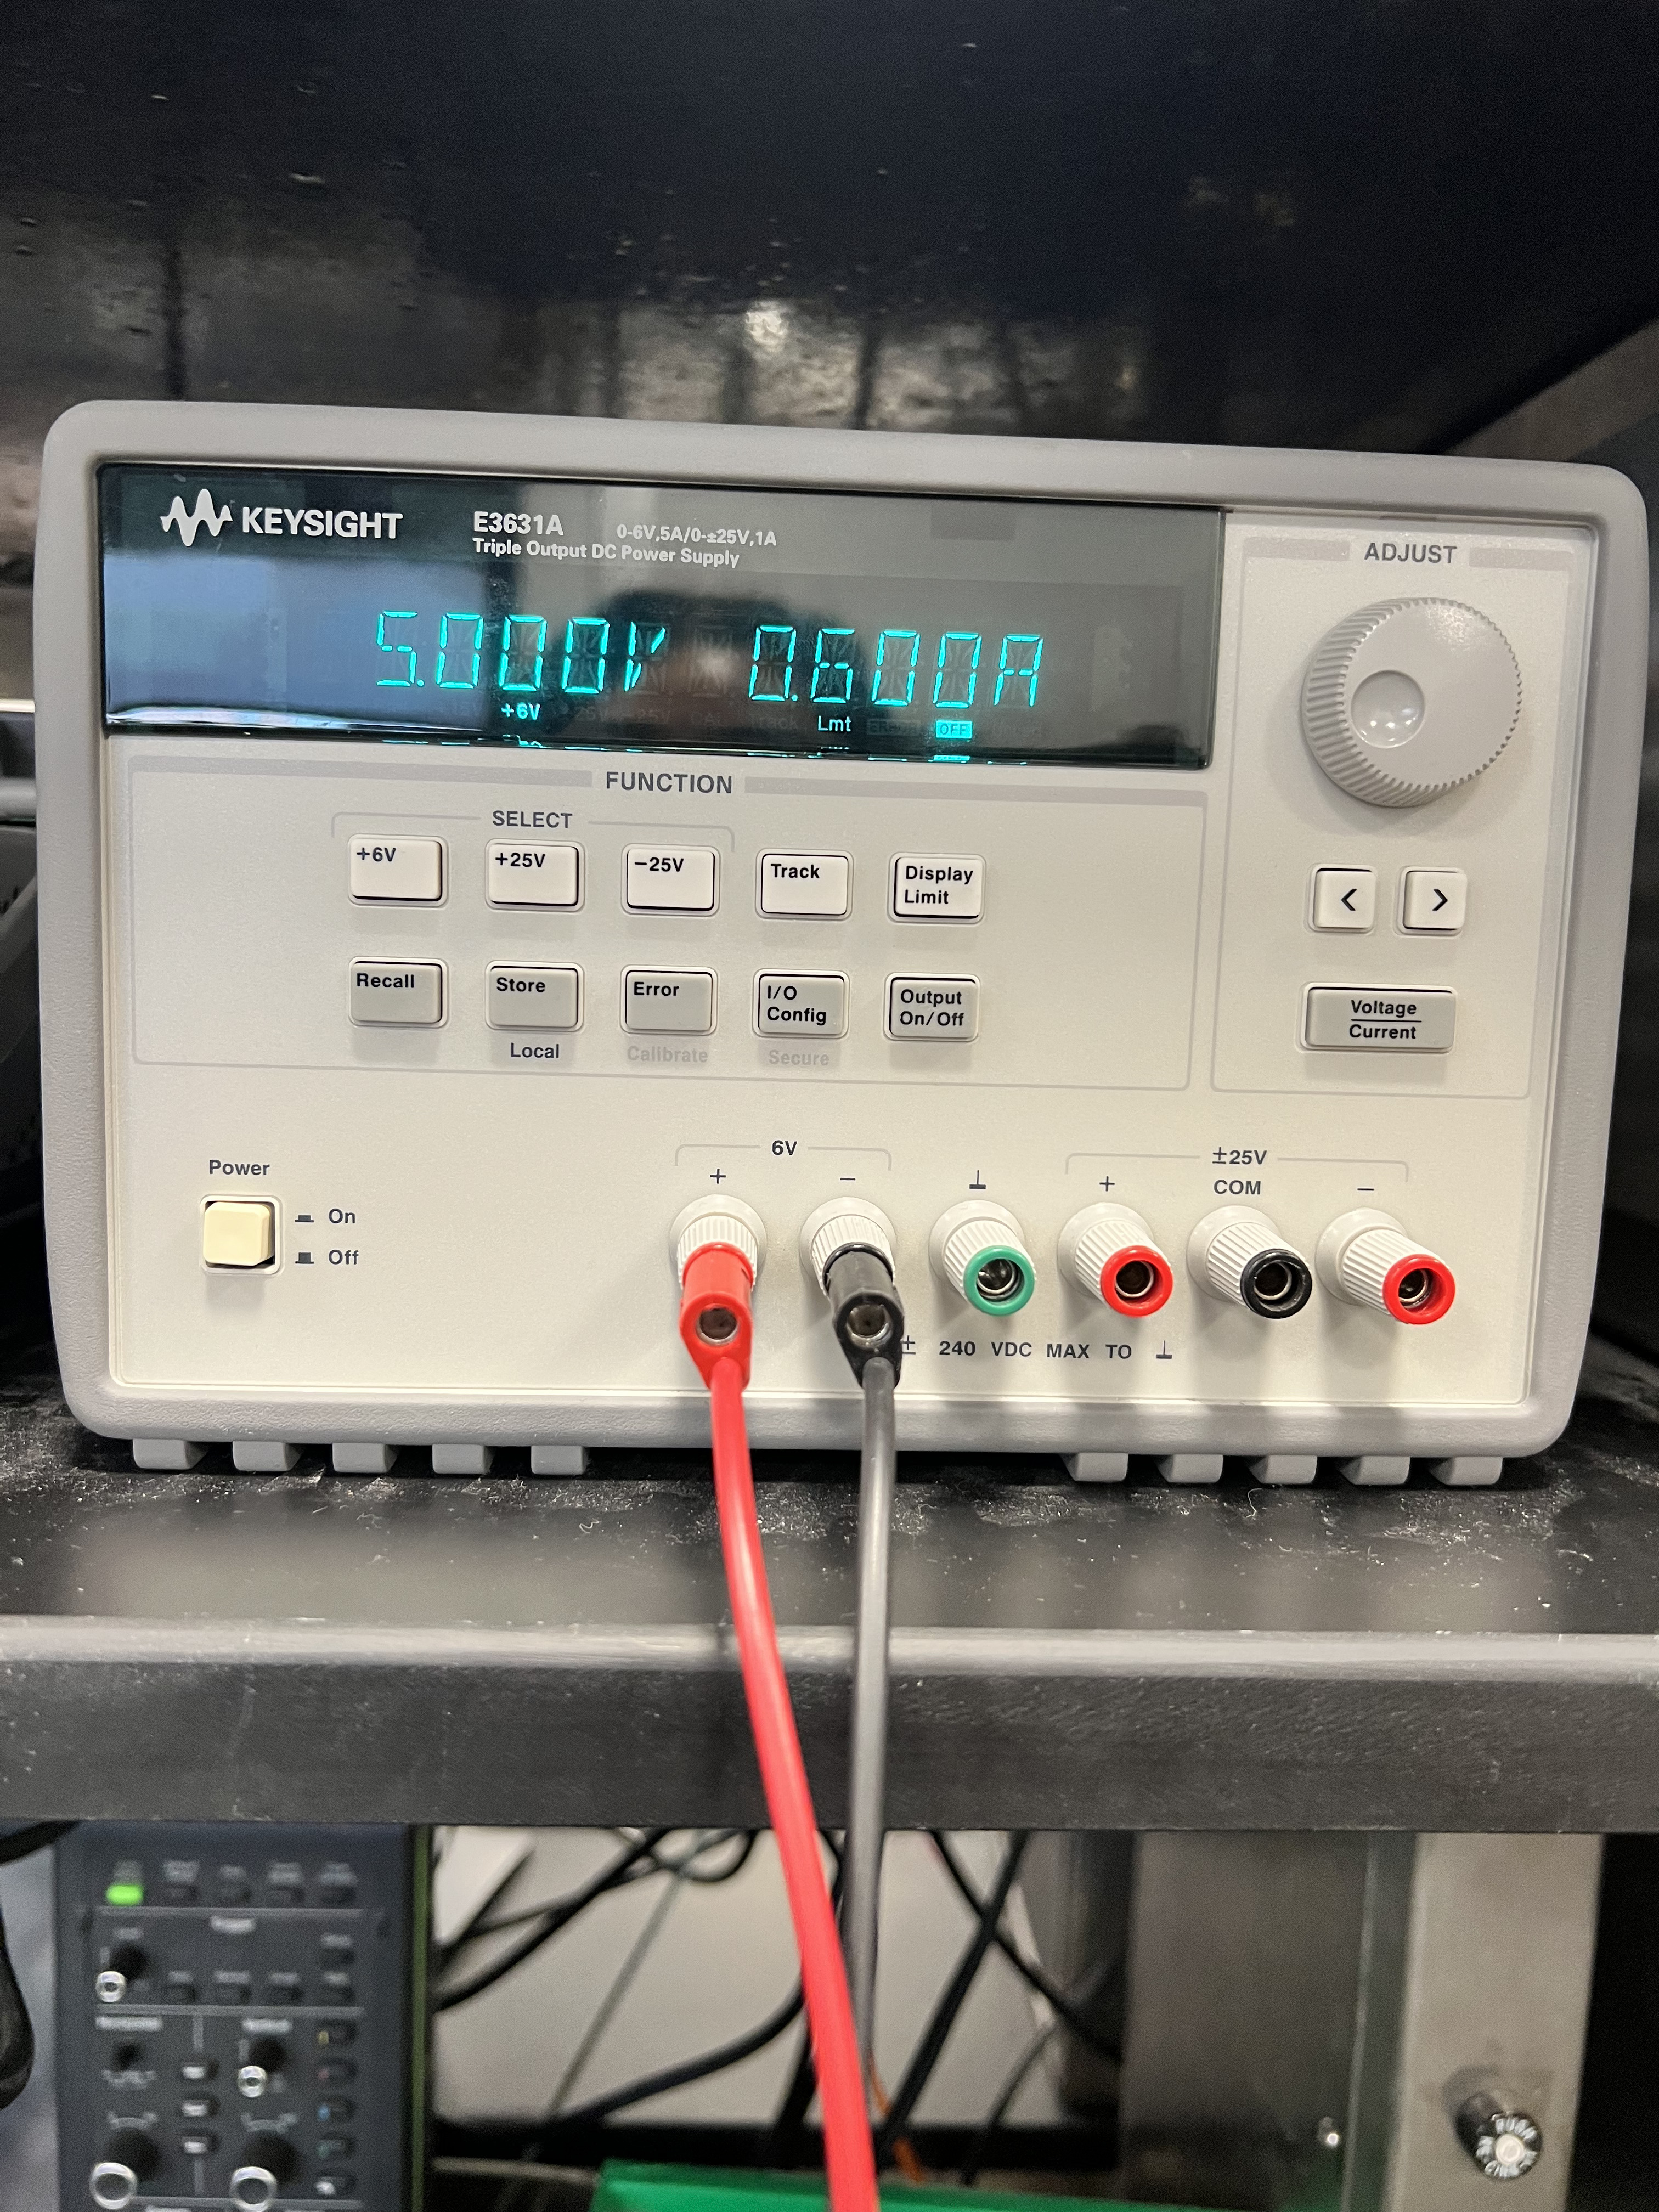 KEYSIGHT
E3631A 0-6V,5A/0-±25V,1A
Triple Output DC Power Supply
5.000V 0.600A
+6V Lmt OFF
ADJUST
FUNCTION
SELECT
+6V +25V −25V Track Display
Limit
< >
Recall Store Error I/O
Config Output
On/Off
Voltage
Current
Local Calibrate Secure
Power
On
Off
6V
+ −
±25V
+ COM −
± 240 VDC MAX TO ⊥